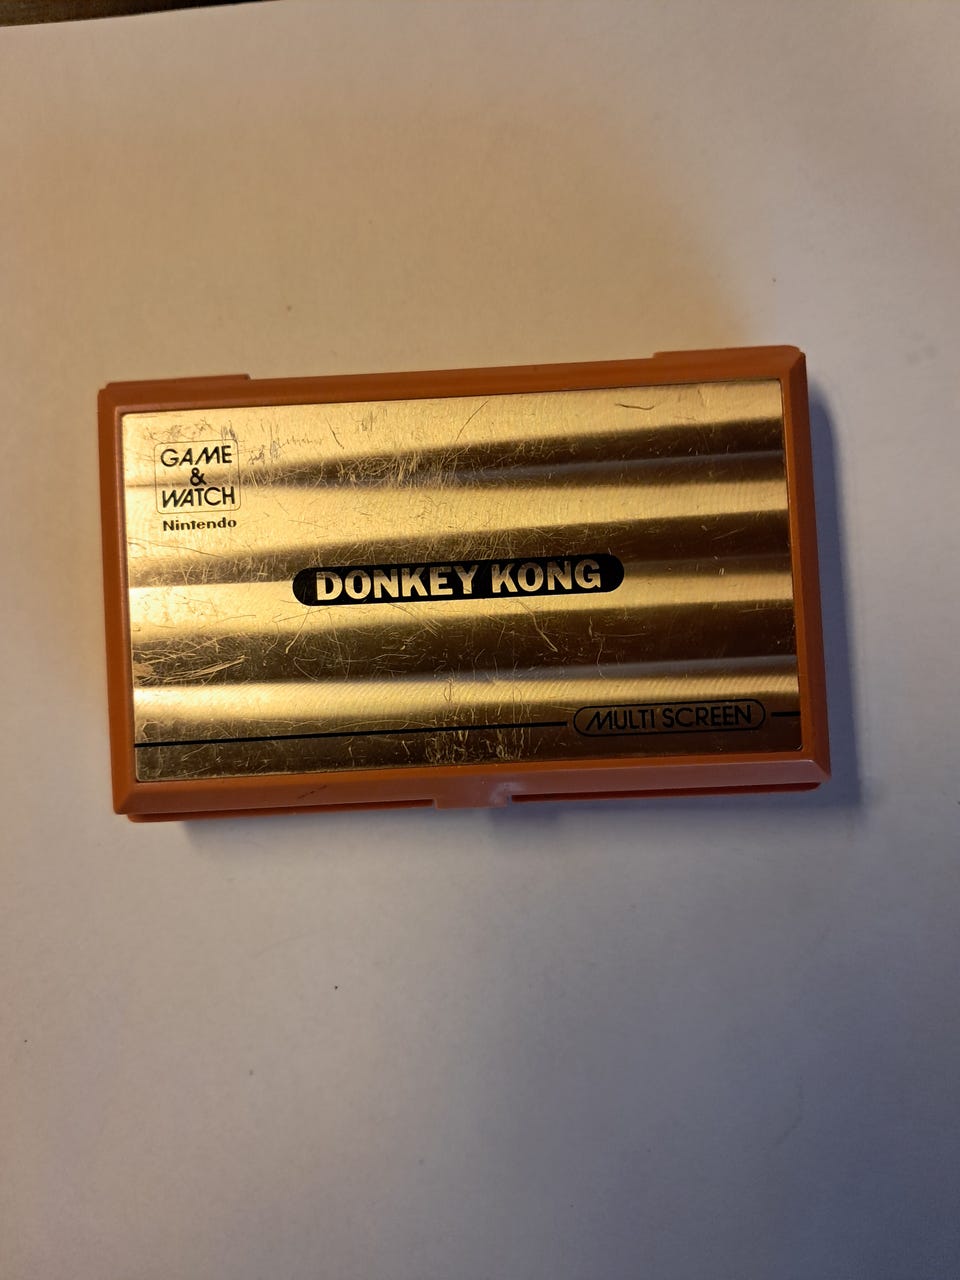 GAME
&
WATCH
Nintendo
DONKEY KONG
MULTI SCREEN